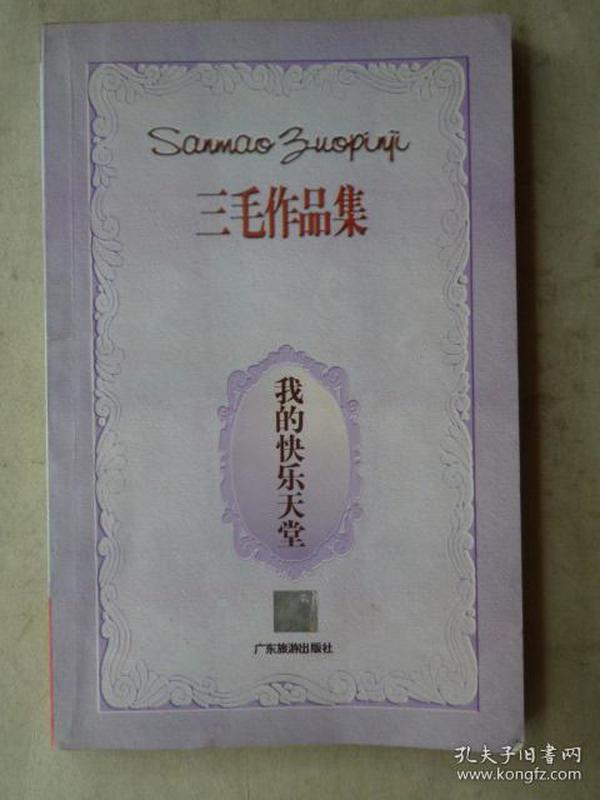 Sanmao Zuopinji
三毛作品集
我的快乐天堂
广东旅游出版社
孔夫子旧書网
www.kongfz.com